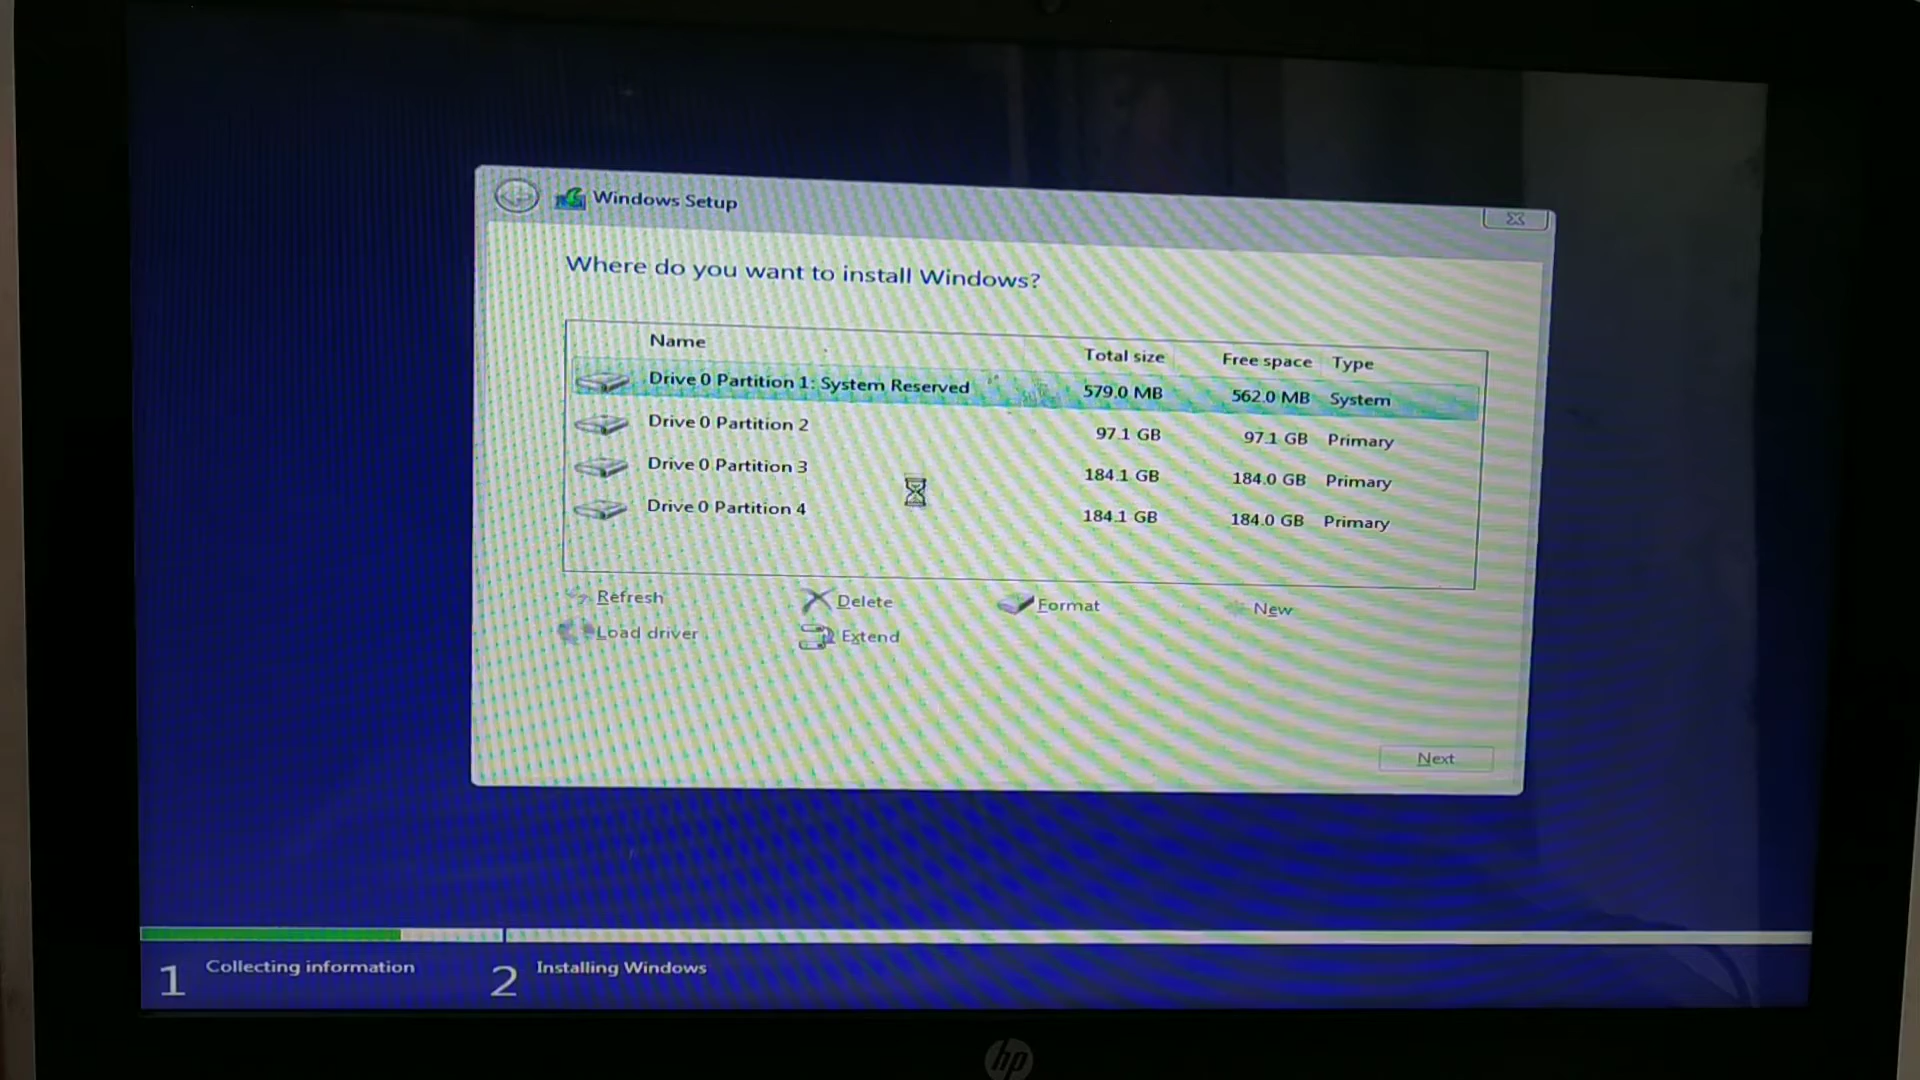 Windows Setup
Where do you want to install Windows?
Name Total size Free space Type
Drive 0 Partition 1: System Reserved 579.0 MB 562.0 MB System
Drive 0 Partition 2 97.1 GB 97.1 GB Primary
Drive 0 Partition 3 184.1 GB 184.0 GB Primary
Drive 0 Partition 4 184.1 GB 184.0 GB Primary
Refresh Delete Format New
Load driver Extend
Next
1 Collecting information 2 Installing Windows
hp